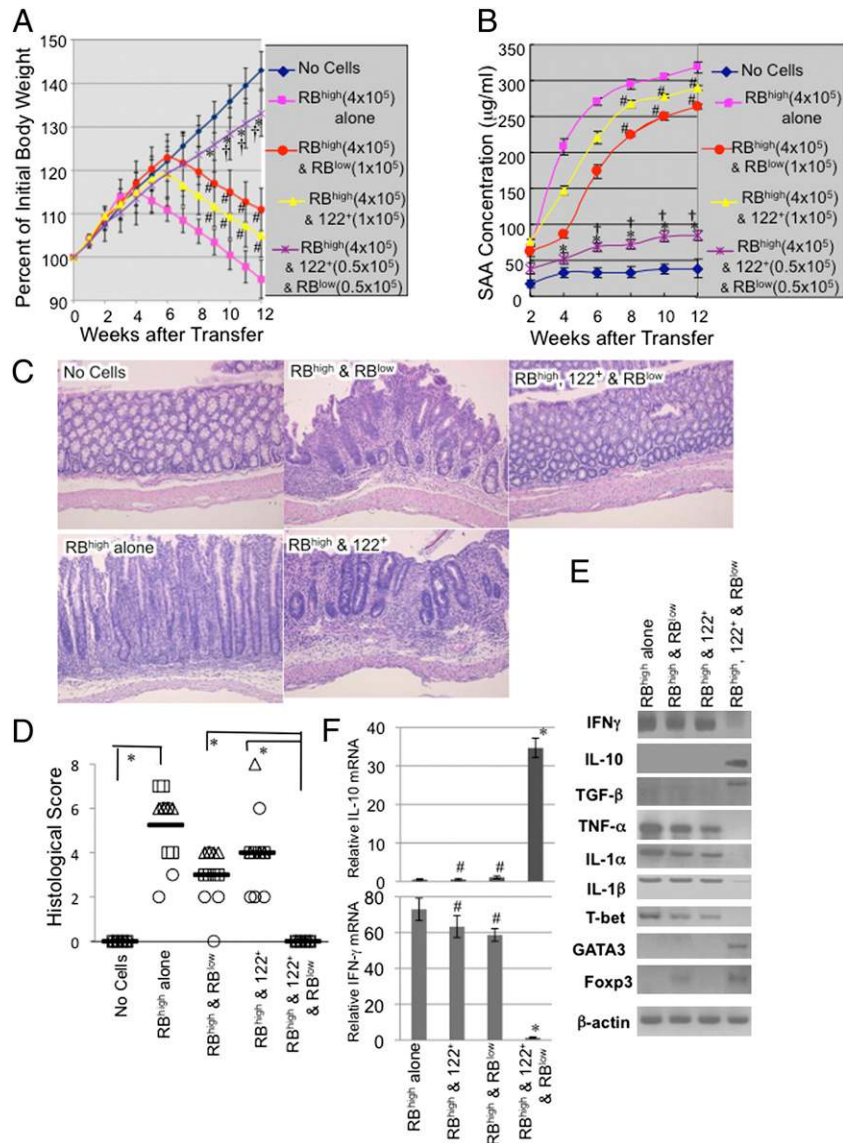 A
Percent of Initial Body Weight
150
140
130
120
110
100
90
0 1 2 3 4 5 6 7 8 9 10 11 12
Weeks after Transfer
No Cells
RBhigh(4x10⁵)
alone
RBhigh(4x10⁵)
& RBlow(1x10⁵)
RBhigh(4x10⁵)
& 122⁺(1x10⁵)
RBhigh(4x10⁵)
& 122⁺(0.5x10⁵)
& RBlow(0.5x10⁵)
* * * *
† † †
# # # # #
# # # # #
B
SAA Concentration (µg/ml)
350
300
250
200
150
100
50
0
2 4 6 8 10 12
Weeks after Transfer
No Cells
RBhigh(4x10⁵)
alone
RBhigh(4x10⁵)
& RBlow(1x10⁵)
RBhigh(4x10⁵)
& 122⁺(1x10⁵)
RBhigh(4x10⁵)
& 122⁺(0.5x10⁵)
& RBlow(0.5x10⁵)
# # #
# # #
† † † †
* * * * *
C
No Cells
RBhigh & RBlow
RBhigh, 122⁺ & RBlow
RBhigh alone
RBhigh & 122⁺
D
Histological Score
8
6
4
2
0
* * *
No Cells
RBhigh alone
RBhigh & RBlow
RBhigh & 122⁺
RBhigh & 122⁺
& RBlow
F
Relative IL-10 mRNA
40
30
20
10
0
# # *
Relative IFN-γ mRNA
80
60
40
20
0
# # *
RBhigh alone
RBhigh & 122⁺
RBhigh & RBlow
RBhigh & 122⁺
& RBlow
E
RBhigh alone
RBhigh & RBlow
RBhigh & 122⁺
RBhigh, 122⁺ & RBlow
IFNγ
IL-10
TGF-β
TNF-α
IL-1α
IL-1β
T-bet
GATA3
Foxp3
β-actin